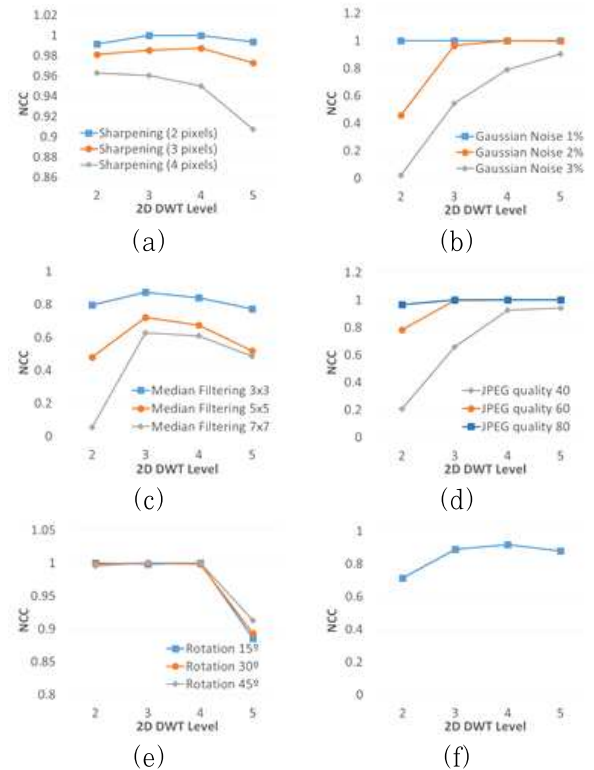 1.02
1
0.98
0.96
0.94
0.92
0.9
0.88
0.86
NCC
Sharpening (2 pixels)
Sharpening (3 pixels)
Sharpening (4 pixels)
2 3 4 5
2D DWT Level
(a)
1.2
1
0.8
0.6
0.4
0.2
0
NCC
Gaussian Noise 1%
Gaussian Noise 2%
Gaussian Noise 3%
2 3 4 5
2D DWT Level
(b)
1
0.8
0.6
0.4
0.2
0
NCC
Median Filtering 3x3
Median Filtering 5x5
Median Filtering 7x7
2 3 4 5
2D DWT Level
(c)
1.2
1
0.8
0.6
0.4
0.2
0
NCC
JPEG quality 40
JPEG quality 60
JPEG quality 80
2 3 4 5
2D DWT Level
(d)
1.05
1
0.95
0.9
0.85
0.8
NCC
Rotation 15º
Rotation 30º
Rotation 45º
2 3 4 5
2D DWT Level
(e)
1
0.8
0.6
0.4
0.2
0
NCC
2 3 4 5
2D DWT Level
(f)